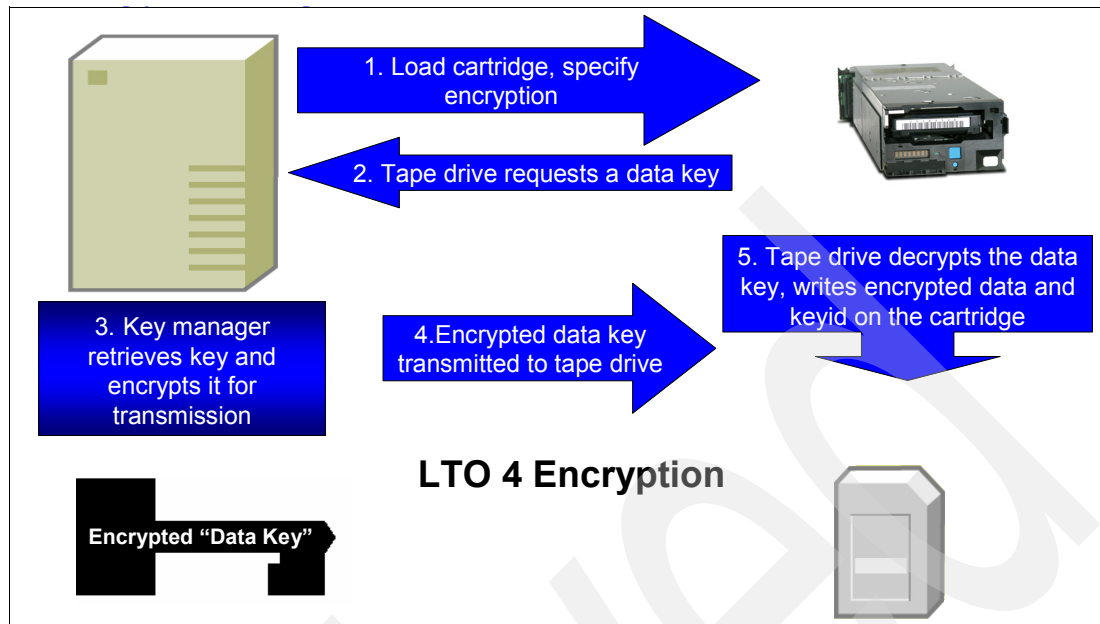 1. Load cartridge, specify
encryption
2. Tape drive requests a data key
3. Key manager
retrieves key and
encrypts it for
transmission
4.Encrypted data key
transmitted to tape drive
5. Tape drive decrypts the data
key, writes encrypted data and
keyid on the cartridge
LTO 4 Encryption
Encrypted “Data Key”